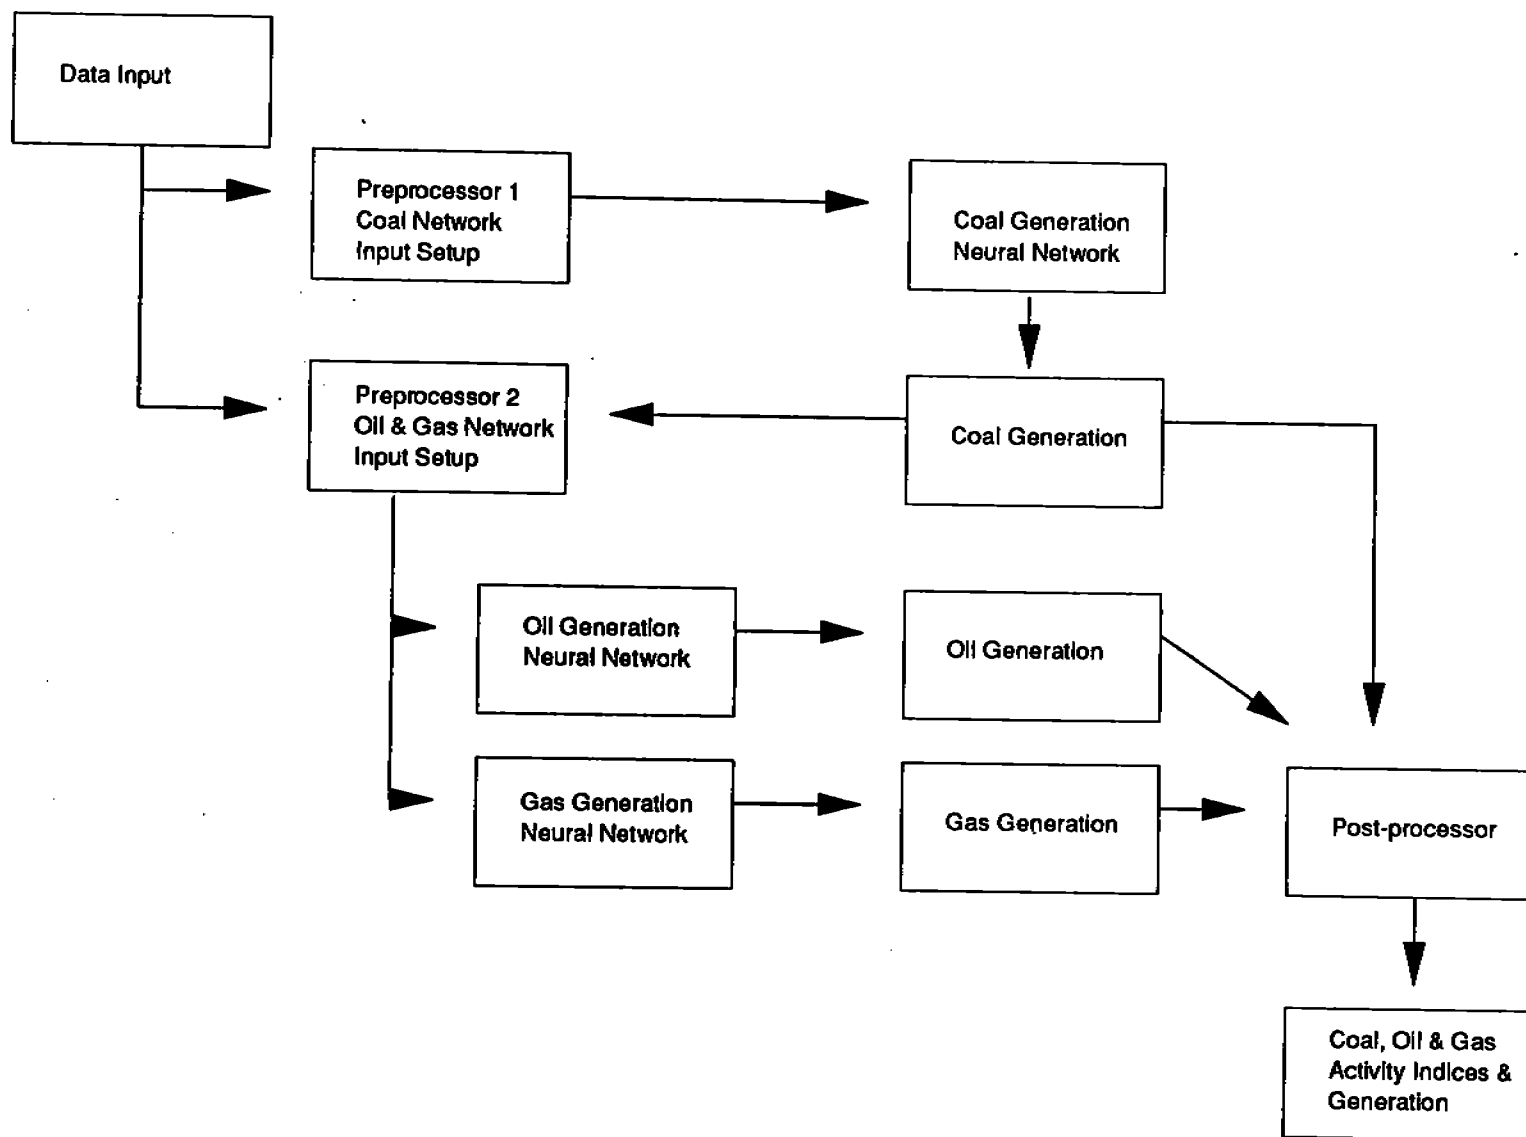 Data Input
Preprocessor 1
Coal Network
Input Setup
Coal Generation
Neural Network
Preprocessor 2
Oil & Gas Network
Input Setup
Coal Generation
Oil Generation
Neural Network
Oil Generation
Gas Generation
Neural Network
Gas Generation
Post-processor
Coal, Oil & Gas
Activity Indices &
Generation